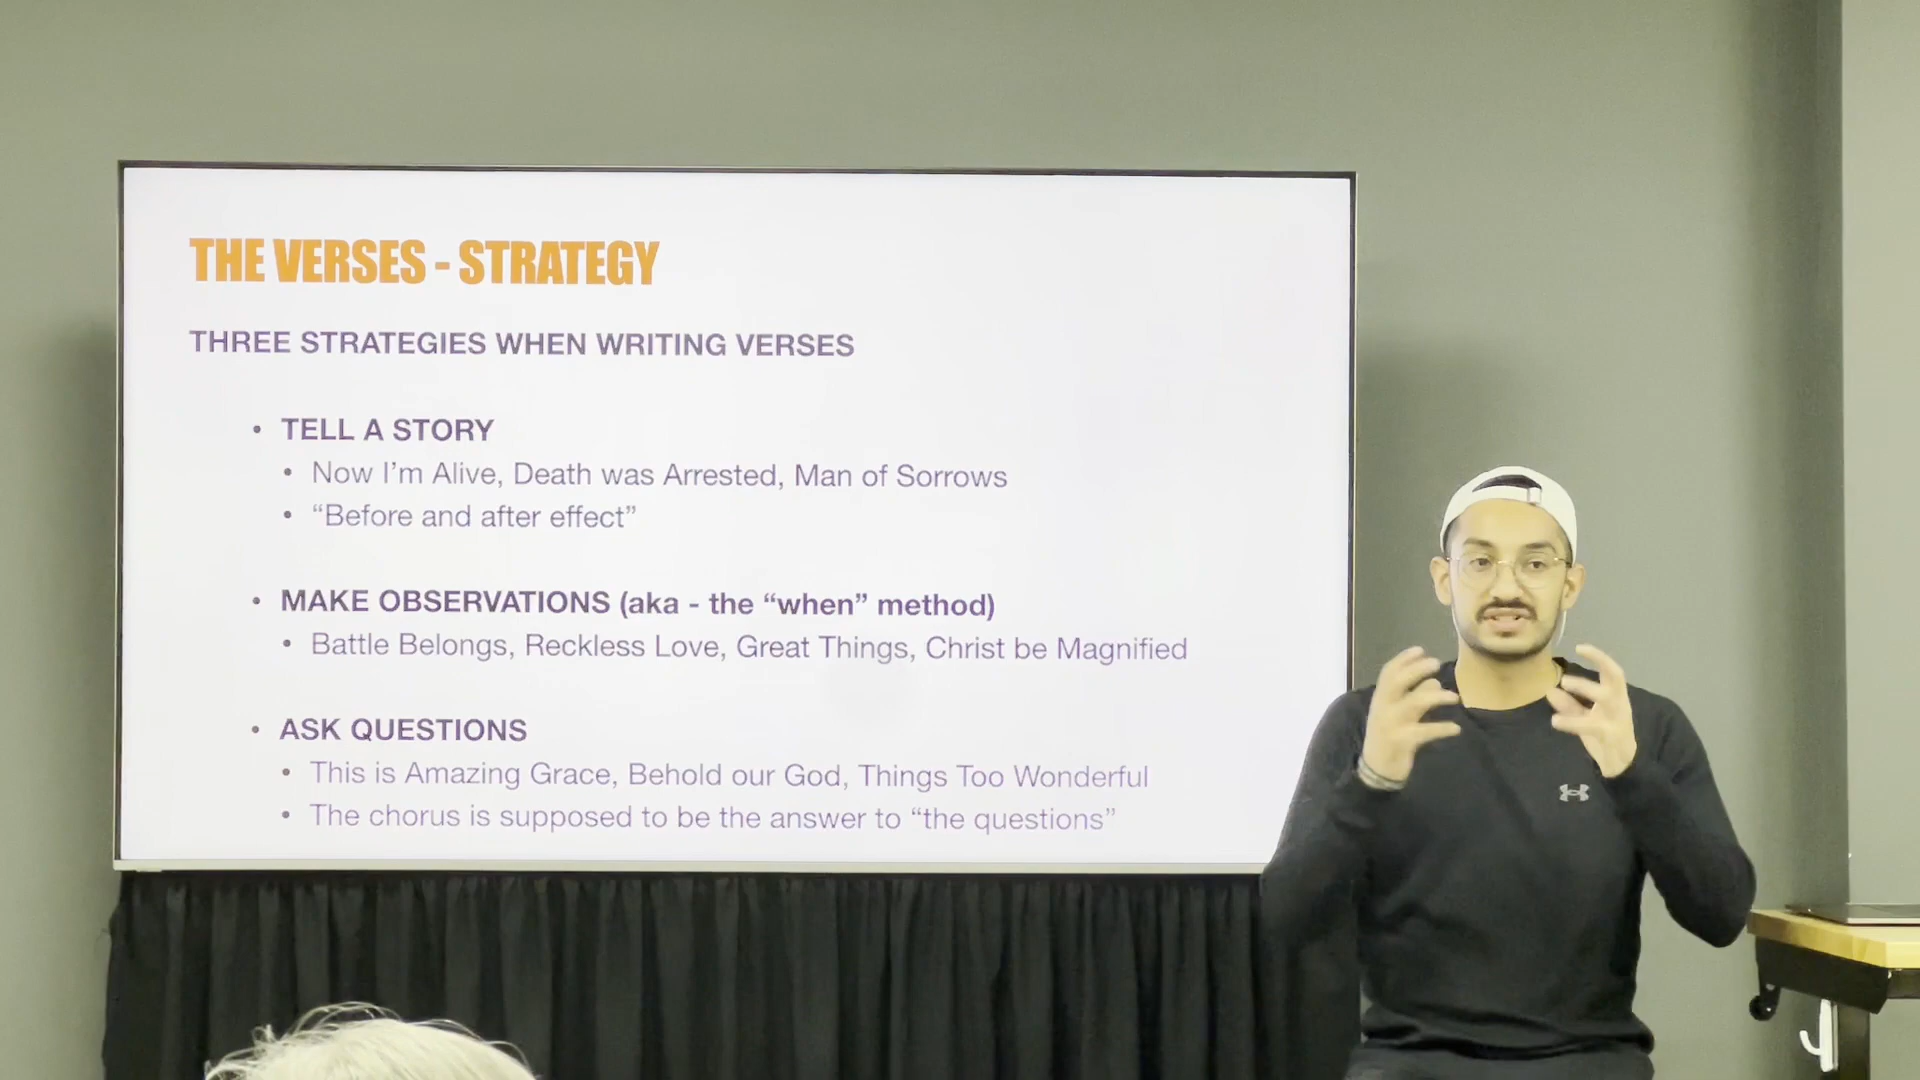 THE VERSES - STRATEGY
THREE STRATEGIES WHEN WRITING VERSES
• TELL A STORY
• Now I'm Alive, Death was Arrested, Man of Sorrows
• “Before and after effect”
• MAKE OBSERVATIONS (aka - the “when” method)
• Battle Belongs, Reckless Love, Great Things, Christ be Magnified
• ASK QUESTIONS
• This is Amazing Grace, Behold our God, Things Too Wonderful
• The chorus is supposed to be the answer to “the questions”